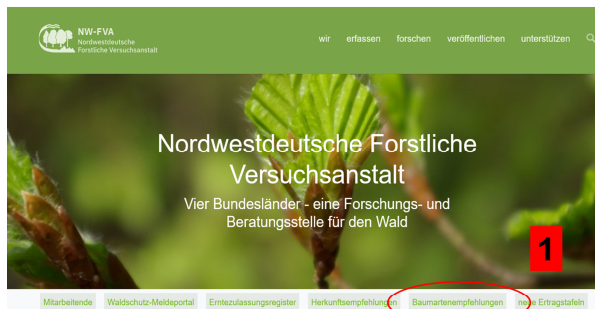 NW-FVA
Nordwestdeutsche
Forstliche Versuchsanstalt
wir erfassen forschen veröffentlichen unterstützen
Nordwestdeutsche Forstliche
Versuchsanstalt
Vier Bundesländer - eine Forschungs- und
Beratungsstelle für den Wald
1
Mitarbeitende Waldschutz-Meldeportal Erntezulassungsregister Herkunftsempfehlungen Baumartenempfehlungen neue Ertragstafeln